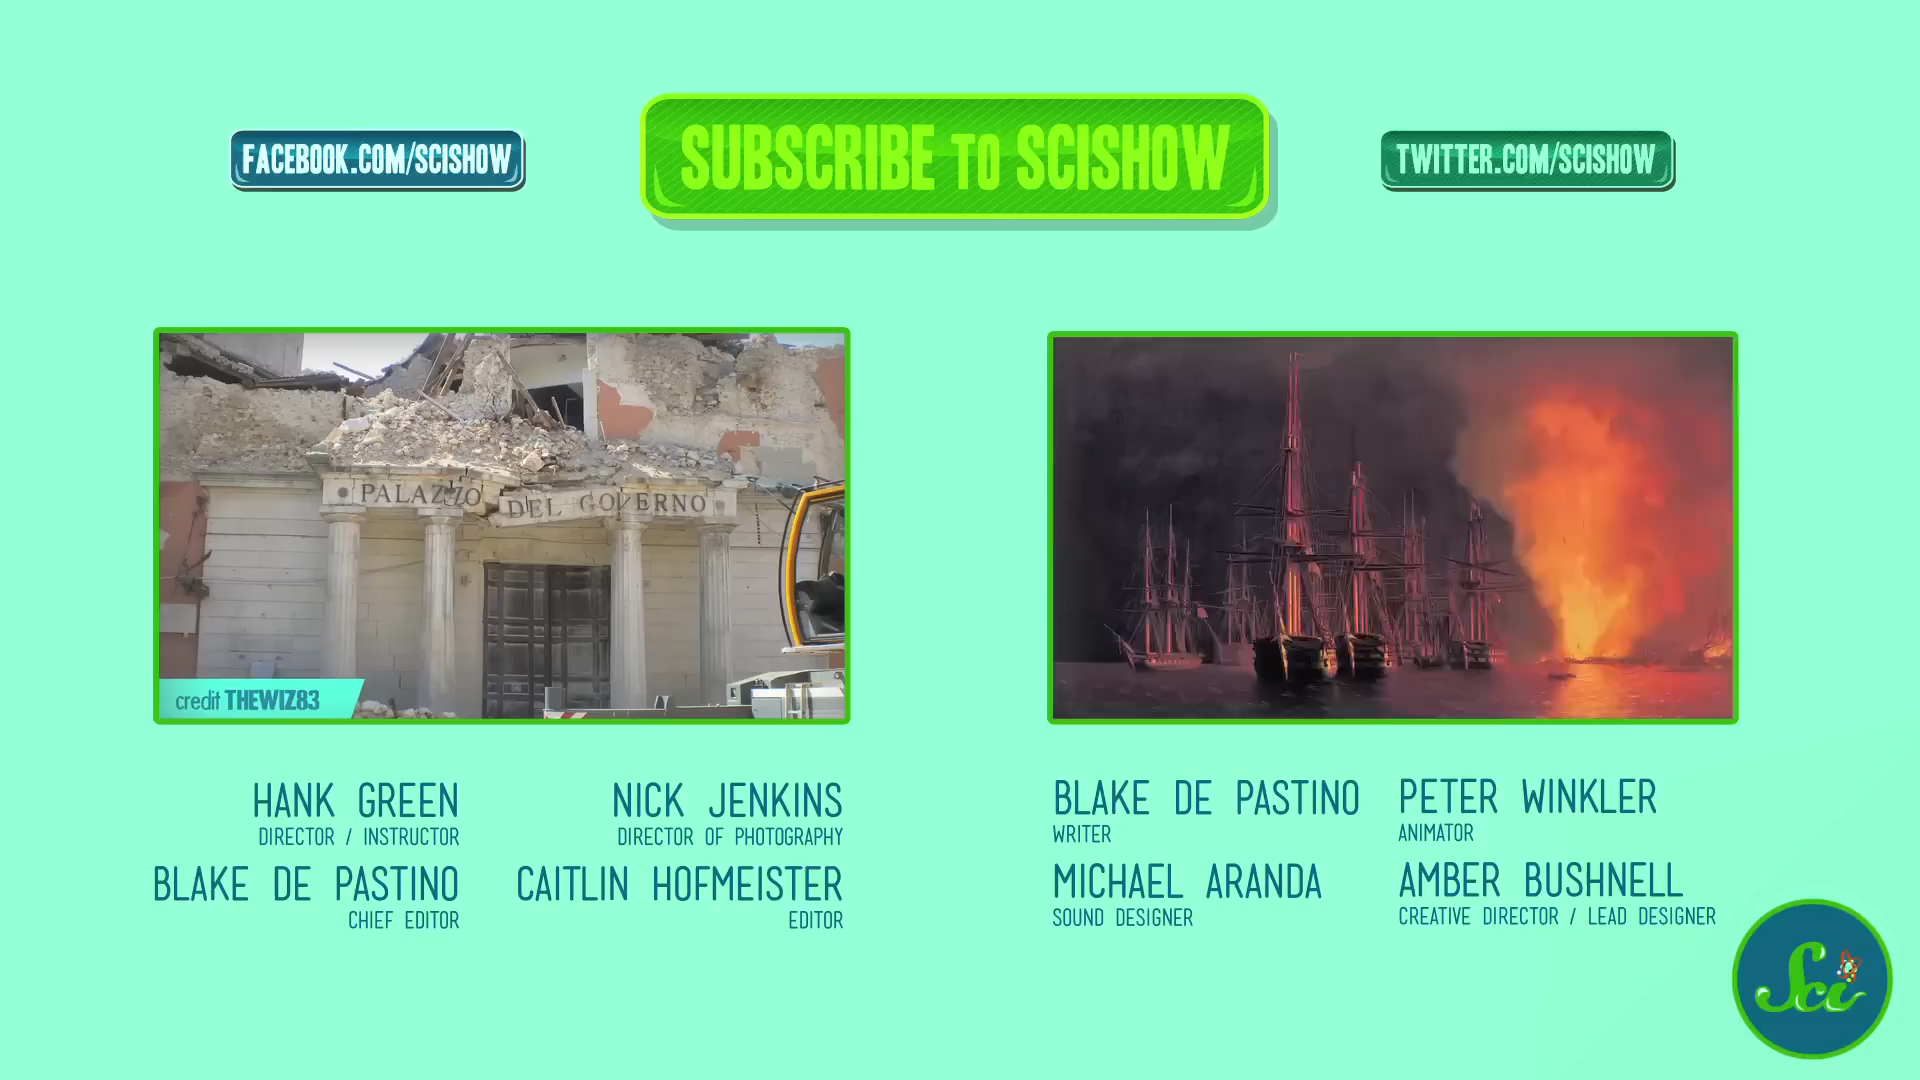 FACEBOOK.COM/SCISHOW
SUBSCRIBE TO SCISHOW
TWITTER.COM/SCISHOW
PALAZZO DEL GOVERNO
credit THEWIZ83
HANK GREEN
DIRECTOR / INSTRUCTOR
NICK JENKINS
DIRECTOR OF PHOTOGRAPHY
BLAKE DE PASTINO
CHIEF EDITOR
CAITLIN HOFMEISTER
EDITOR
BLAKE DE PASTINO
WRITER
PETER WINKLER
ANIMATOR
MICHAEL ARANDA
SOUND DESIGNER
AMBER BUSHNELL
CREATIVE DIRECTOR / LEAD DESIGNER
Sci